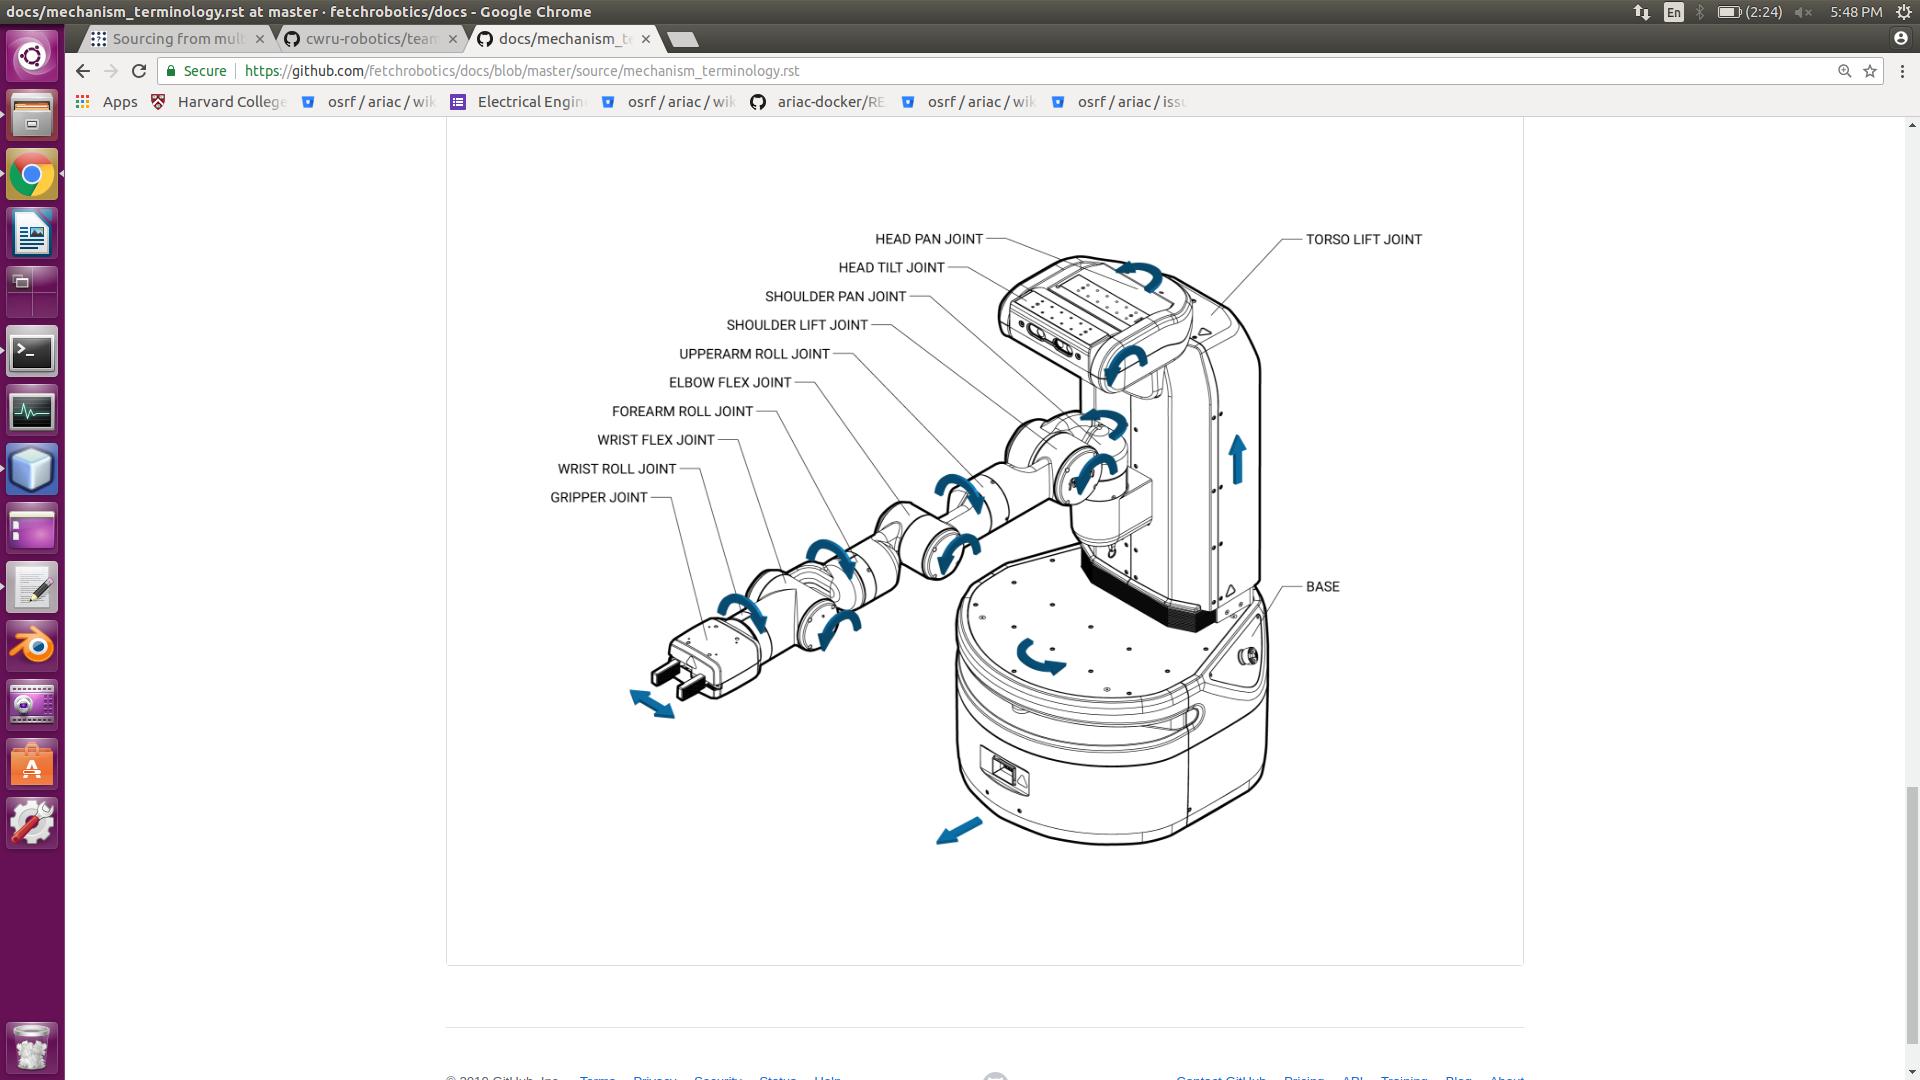 docs/mechanism_terminology.rst at master · fetchrobotics/docs - Google Chrome
En
(2:24)
5:48 PM
Sourcing from mul
cwru-robotics/tean
docs/mechanism_te
Secure
https://github.com/fetchrobotics/docs/blob/master/source/mechanism_terminology.rst
Apps
Harvard College
osrf / ariac / wik
Electrical Engin
osrf / ariac / wik
ariac-docker/RE
osrf / ariac / wik
osrf / ariac / issu
HEAD PAN JOINT
TORSO LIFT JOINT
HEAD TILT JOINT
SHOULDER PAN JOINT
SHOULDER LIFT JOINT
UPPERARM ROLL JOINT
ELBOW FLEX JOINT
FOREARM ROLL JOINT
WRIST FLEX JOINT
WRIST ROLL JOINT
GRIPPER JOINT
BASE
© 2018 GitHub, Inc. Terms Privacy Security Status Help
Contact GitHub Pricing API Training Blog About